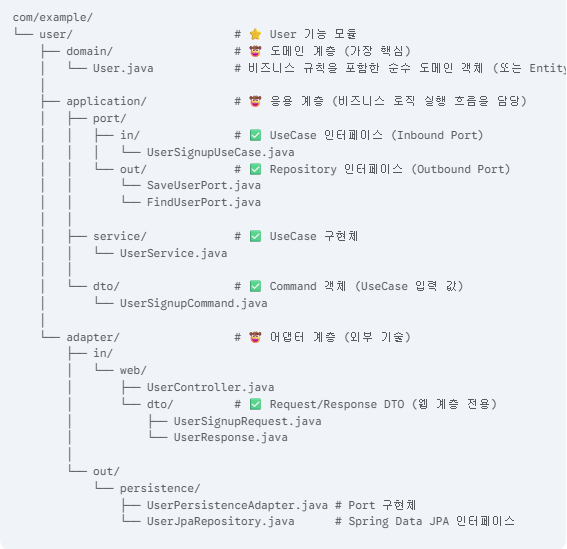 com/example/
└── user/                        # ⭐ User 기능 모듈
    ├── domain/                  # 🤠 도메인 계층 (가장 핵심)
    │   └── User.java            # 비즈니스 규칙을 포함한 순수 도메인 객체 (또는 Entity
    │
    ├── application/             # 🤠 응용 계층 (비즈니스 로직 실행 흐름을 담당)
    │   ├── port/
    │   │   ├── in/              # ✅ UseCase 인터페이스 (Inbound Port)
    │   │   │   └── UserSignupUseCase.java
    │   │   └── out/             # ✅ Repository 인터페이스 (Outbound Port)
    │   │       └── SaveUserPort.java
    │   │       └── FindUserPort.java
    │   │
    │   ├── service/             # ✅ UseCase 구현체
    │   │   └── UserService.java
    │   │
    │   └── dto/                 # ✅ Command 객체 (UseCase 입력 값)
    │       └── UserSignupCommand.java
    │
    └── adapter/                 # 🤠 어댑터 계층 (외부 기술)
        ├── in/
        │   └── web/
        │       ├── UserController.java
        │       └── dto/         # ✅ Request/Response DTO (웹 계층 전용)
        │           ├── UserSignupRequest.java
        │           └── UserResponse.java
        │
        └── out/
            └── persistence/
                ├── UserPersistenceAdapter.java # Port 구현체
                └── UserJpaRepository.java      # Spring Data JPA 인터페이스